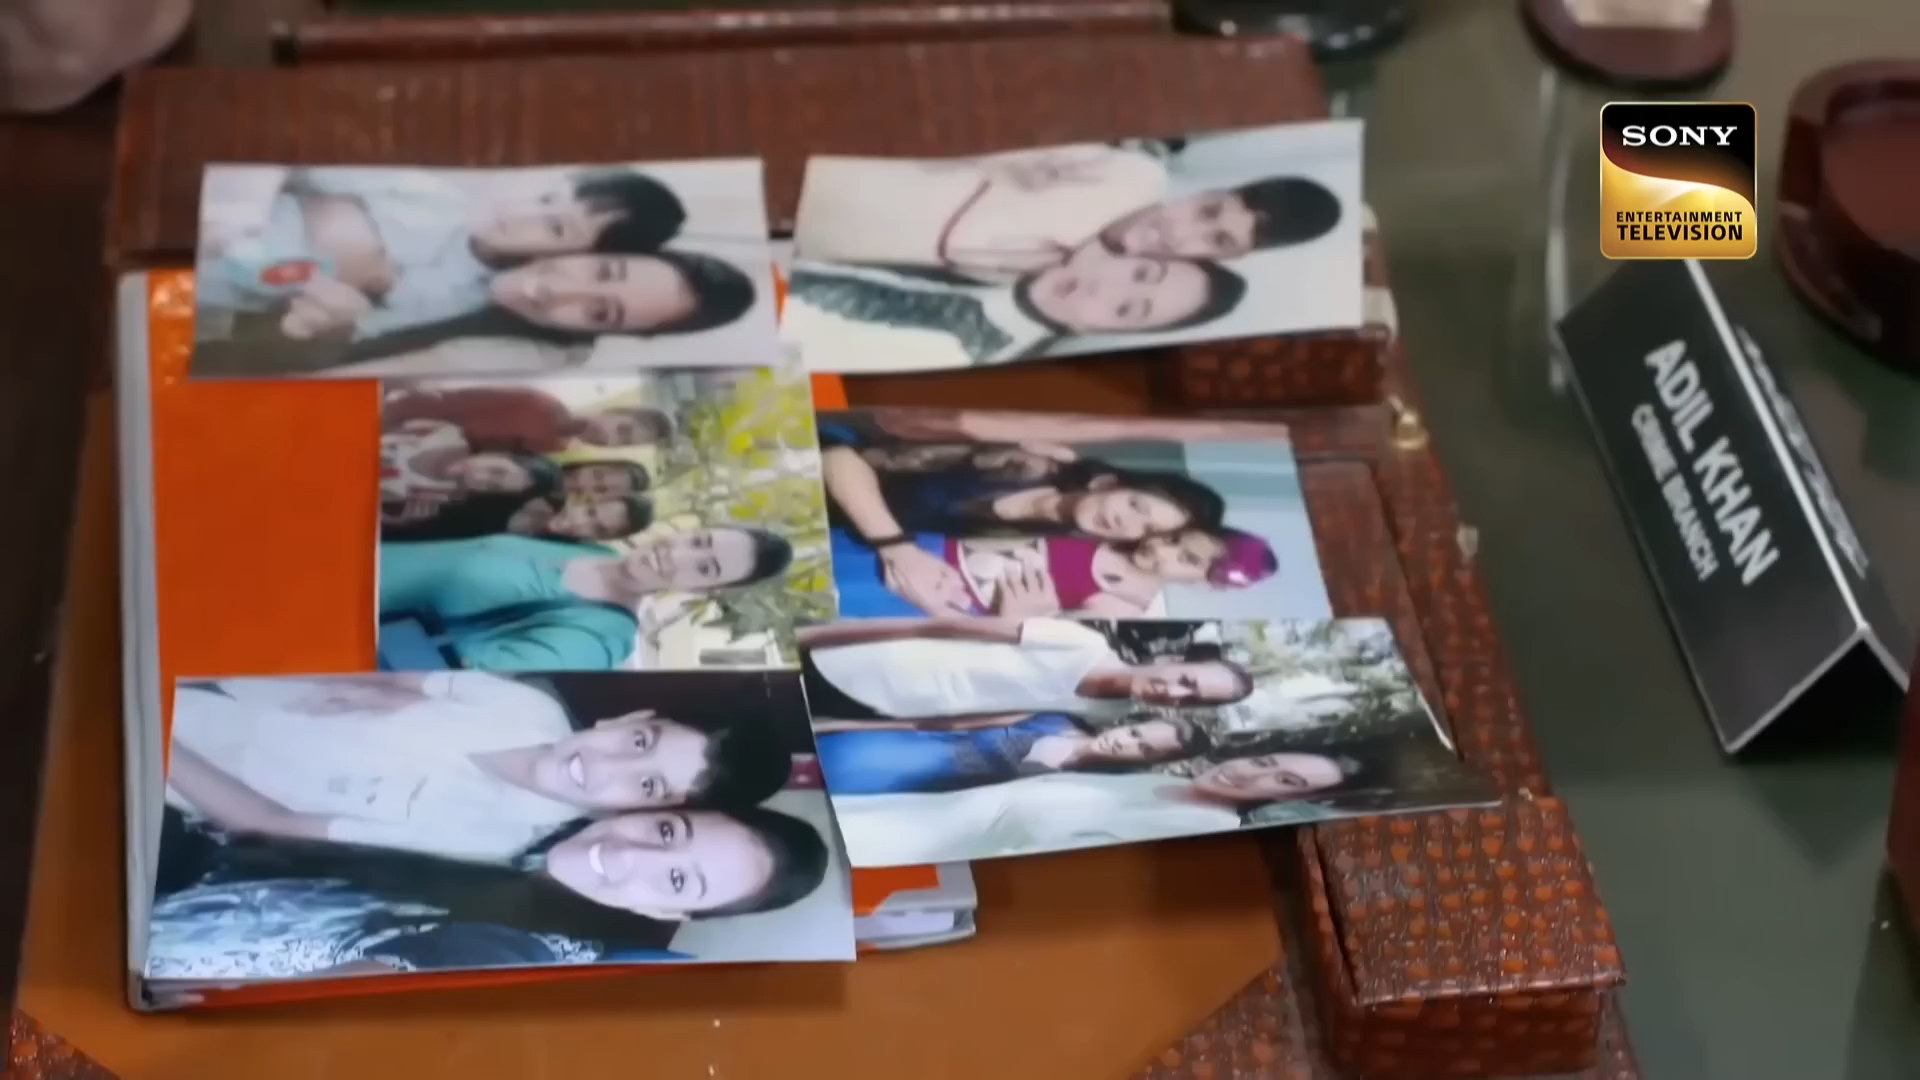 SONY
ENTERTAINMENT
TELEVISION
ADIL KHAN
CRIME BRANCH